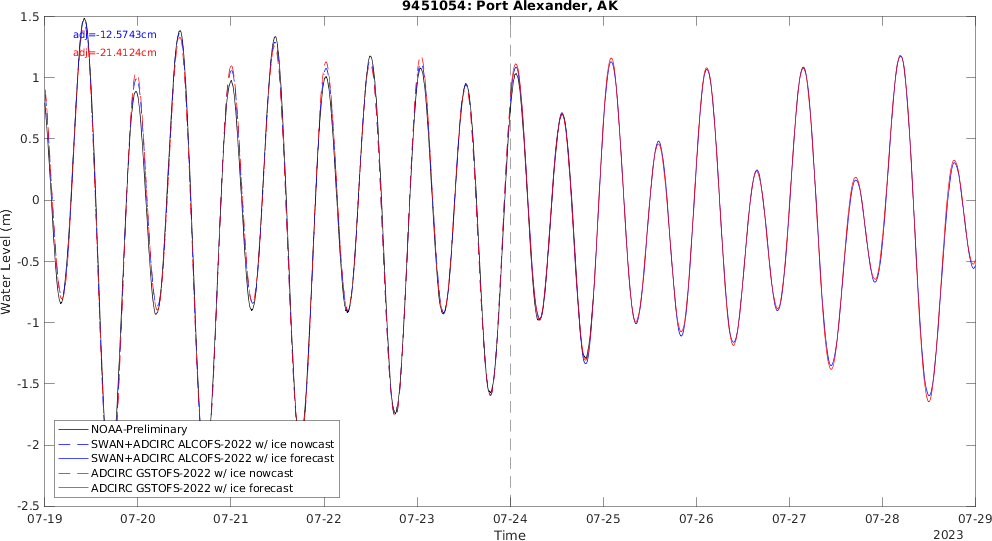 9451054: Port Alexander, AK
adj=-12.5743cm
adj=-21.4124cm
Water Level (m)
1.5
1
0.5
0
-0.5
-1
-1.5
-2
-2.5
NOAA-Preliminary
SWAN+ADCIRC ALCOFS-2022 w/ ice nowcast
SWAN+ADCIRC ALCOFS-2022 w/ ice forecast
ADCIRC GSTOFS-2022 w/ ice nowcast
ADCIRC GSTOFS-2022 w/ ice forecast
07-19 07-20 07-21 07-22 07-23 07-24 07-25 07-26 07-27 07-28 07-29
Time
2023